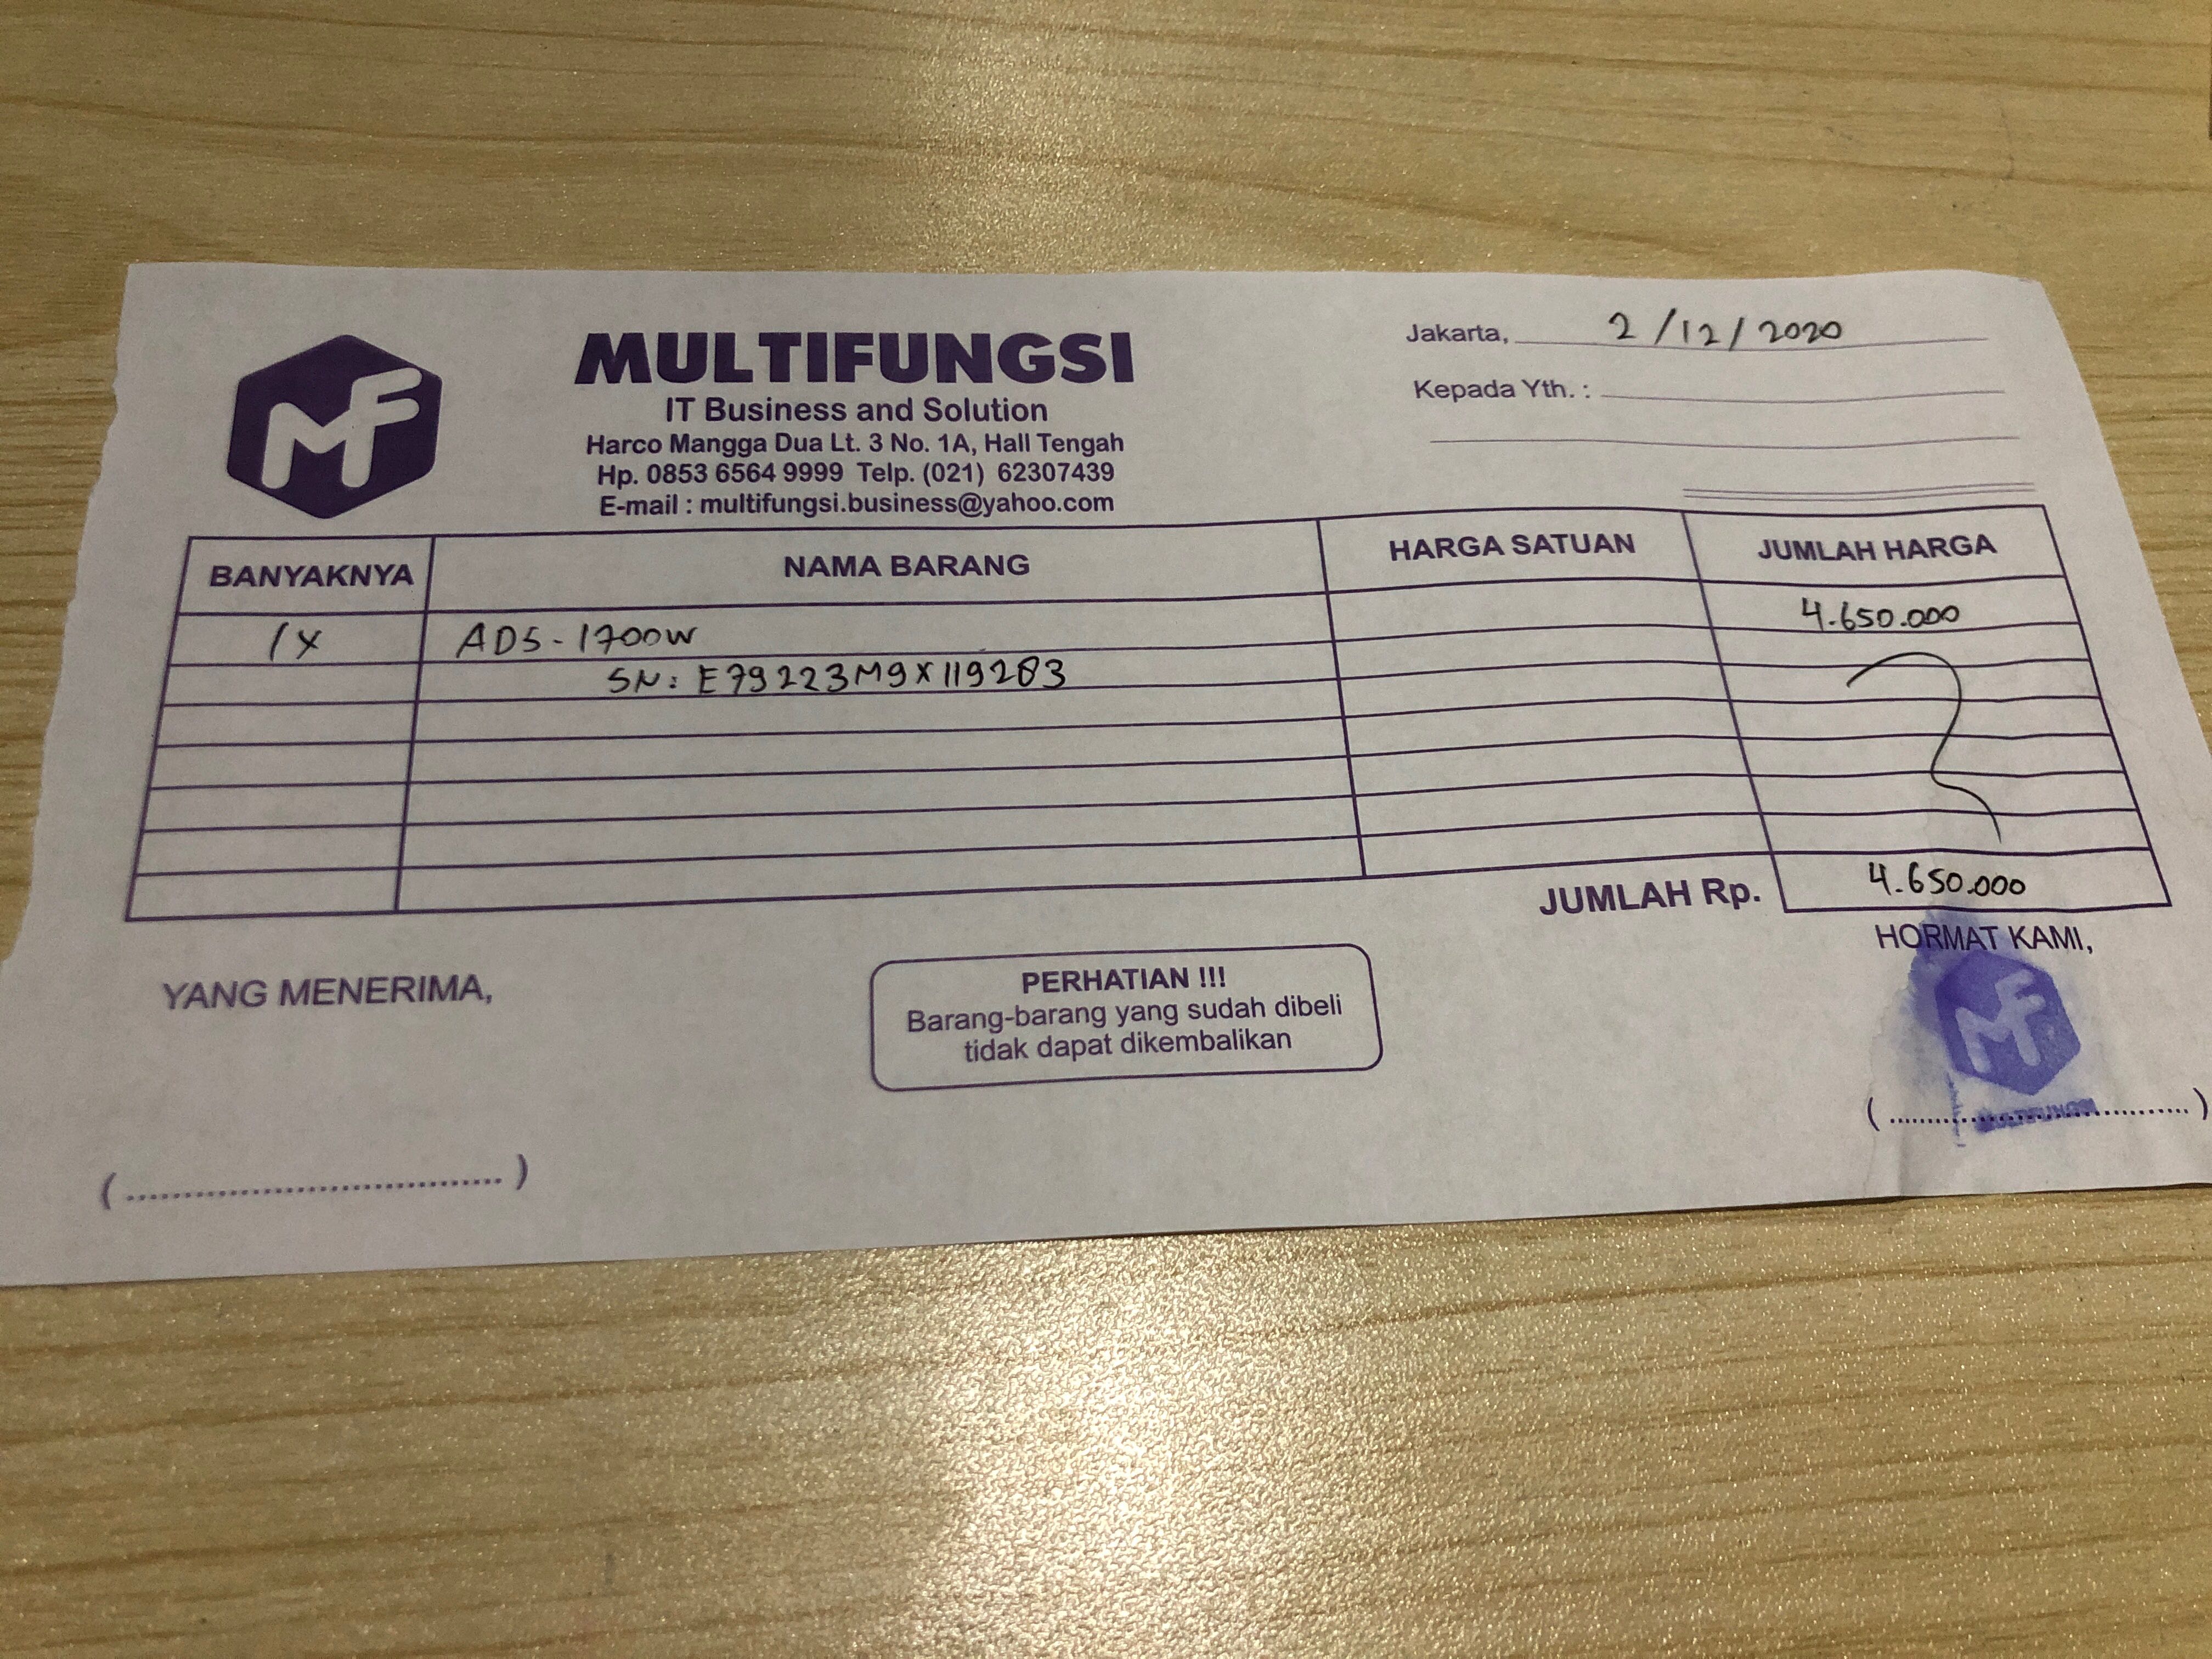 MF
MULTIFUNGSI
IT Business and Solution
Harco Mangga Dua Lt. 3 No. 1A, Hall Tengah
Hp. 0853 6564 9999 Telp. (021) 62307439
E-mail : multifungsi.business@yahoo.com
Jakarta, 2/12/2020
Kepada Yth. :
BANYAKNYA NAMA BARANG HARGA SATUAN JUMLAH HARGA
1X ADS-1700W 4.650.000
SN: E79223M9X119283
JUMLAH Rp. 4.650.000
YANG MENERIMA,
PERHATIAN !!!
Barang-barang yang sudah dibeli
tidak dapat dikembalikan
HORMAT KAMI,
MF
MULTIFUNGSI
(..................................)
(..................................)